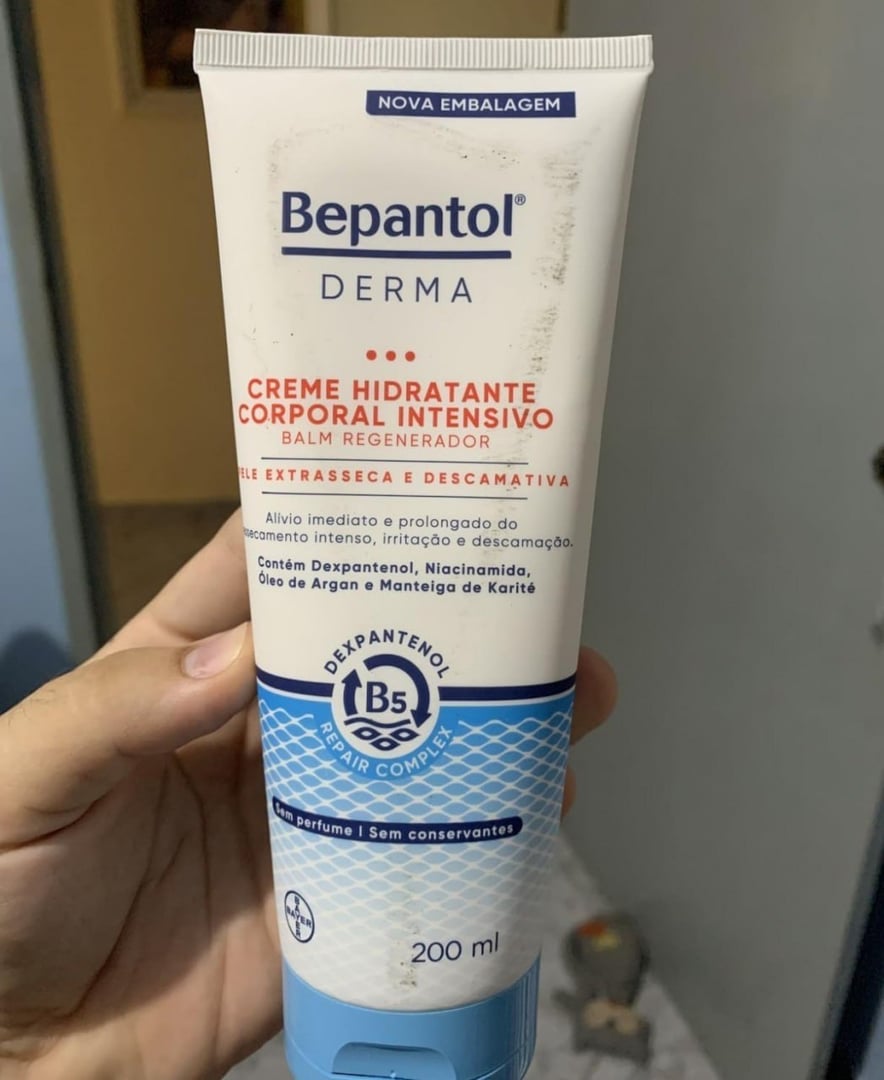 NOVA EMBALAGEM
Bepantol®
DERMA
CREME HIDRATANTE
CORPORAL INTENSIVO
BALM REGENERADOR
ELE EXTRASSECA E DESCAMATIVA
Alívio imediato e prolongado do
ssecamento intenso, irritação e descamação.
Contém Dexpantenol, Niacinamida,
Óleo de Argan e Manteiga de Karité
DEXPANTENOL
B5
REPAIR COMPLEX
Sem perfume | Sem conservantes
BAYER
BAYER
200 ml